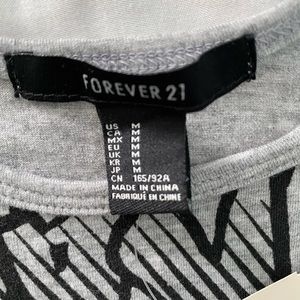 FOREVER 21
US M
CA M
MX M
EU M
UK M
KR M
JP M
CN 165/92A
MADE IN CHINA
FABRIQUÉ EN CHINE